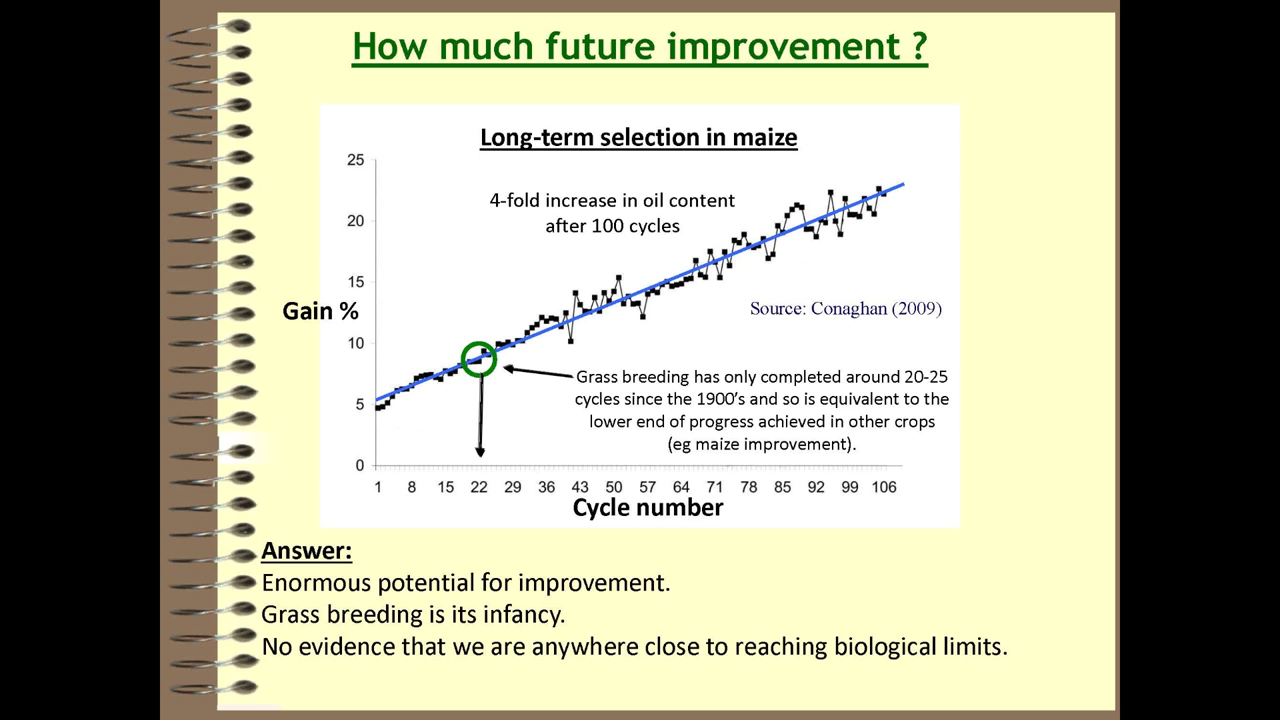 How much future improvement ?
Long-term selection in maize
25
4-fold increase in oil content
after 100 cycles
20
15
Gain %
Source: Conaghan (2009)
10
Grass breeding has only completed around 20-25
cycles since the 1900's and so is equivalent to the
lower end of progress achieved in other crops
(eg maize improvement).
5
0
1 8 15 22 29 36 43 50 57 64 71 78 85 92 99 106
Cycle number
Answer:
Enormous potential for improvement.
Grass breeding is its infancy.
No evidence that we are anywhere close to reaching biological limits.